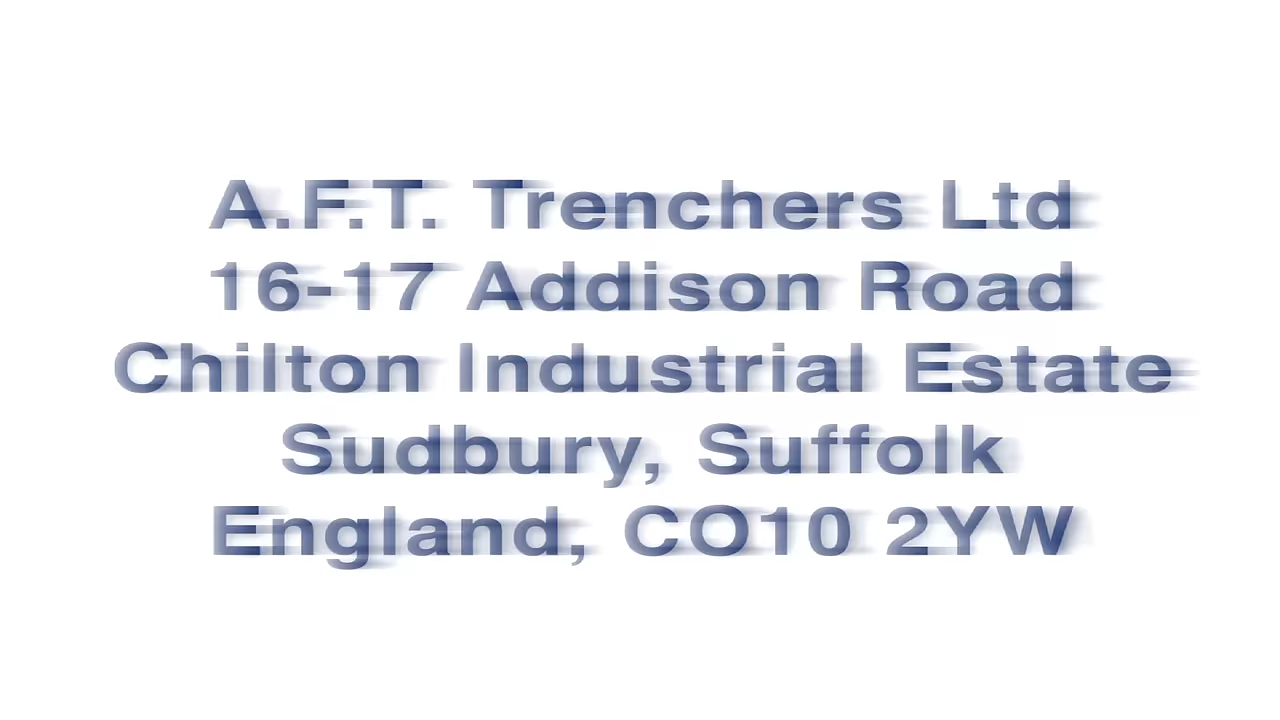 A.F.T. Trenchers Ltd
16-17 Addison Road
Chilton Industrial Estate
Sudbury, Suffolk
England, CO10 2YW